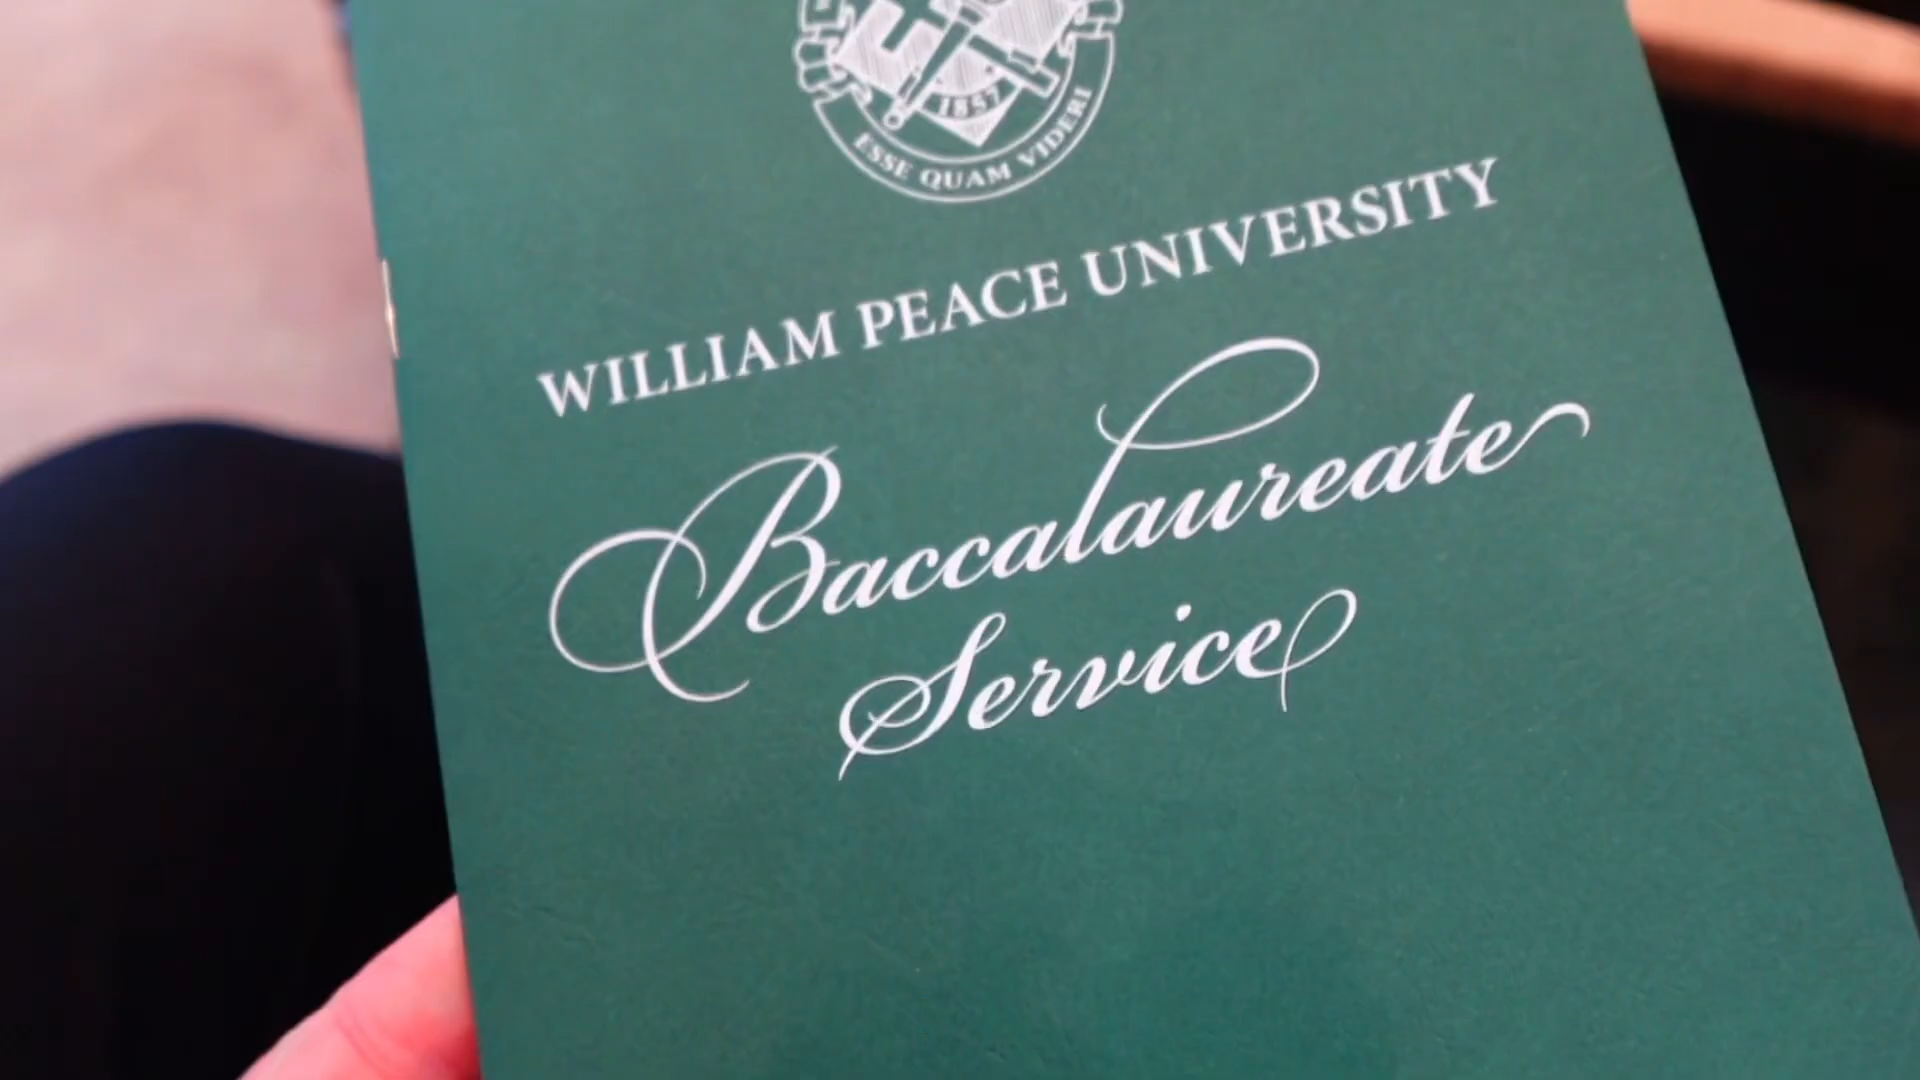 1857
ESSE QUAM VIDERI
WILLIAM PEACE UNIVERSITY
Baccalaureate
Service